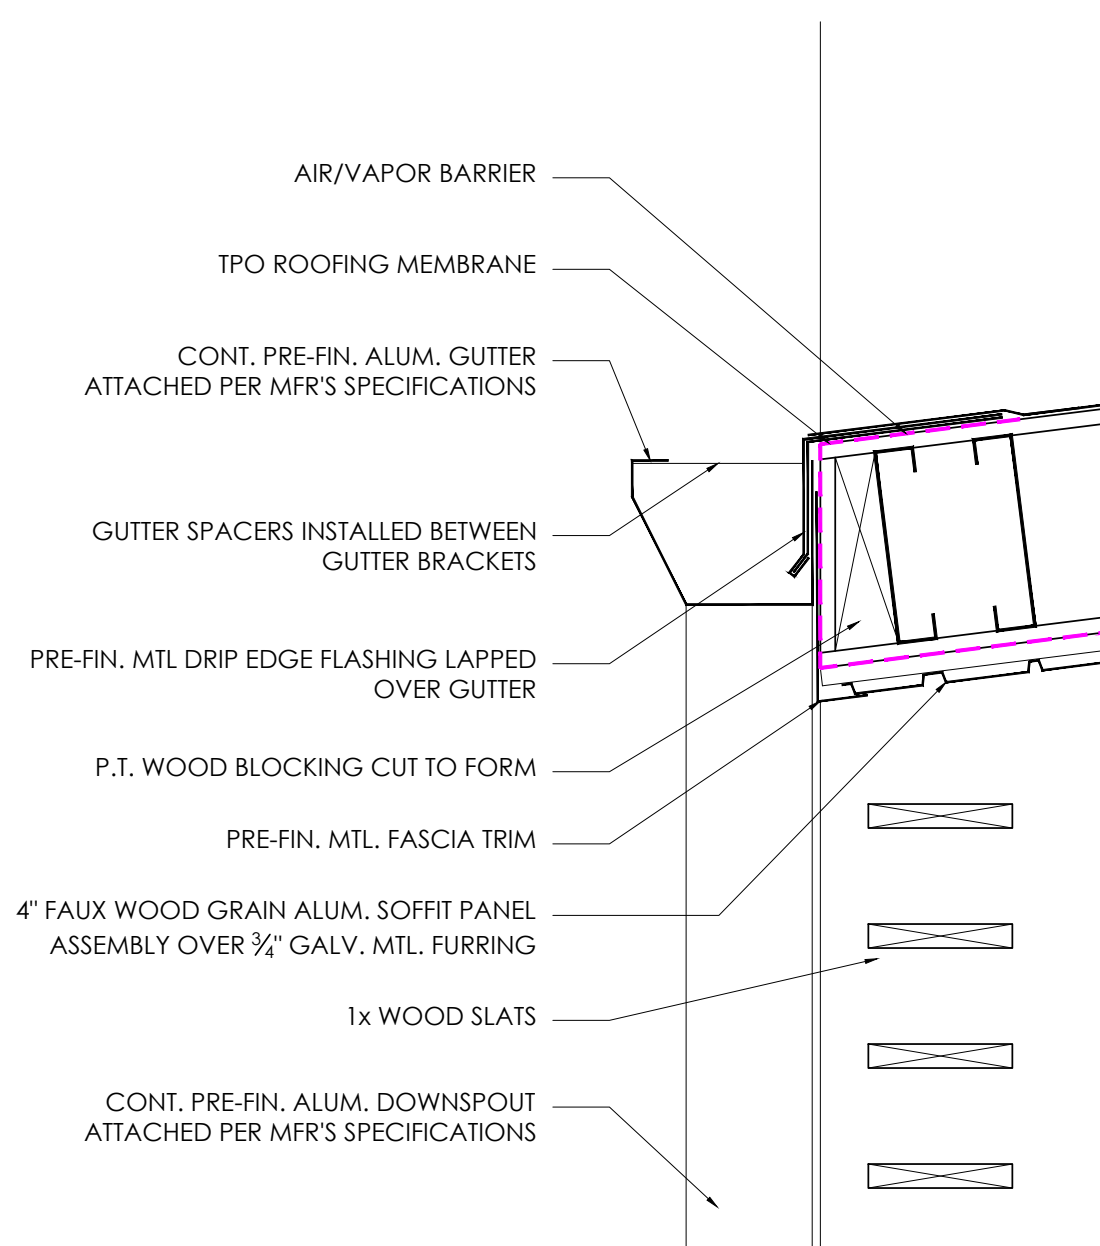 AIR/VAPOR BARRIER
TPO ROOFING MEMBRANE
CONT. PRE-FIN. ALUM. GUTTER
ATTACHED PER MFR'S SPECIFICATIONS
GUTTER SPACERS INSTALLED BETWEEN
GUTTER BRACKETS
PRE-FIN. MTL DRIP EDGE FLASHING LAPPED
OVER GUTTER
P.T. WOOD BLOCKING CUT TO FORM
PRE-FIN. MTL. FASCIA TRIM
4" FAUX WOOD GRAIN ALUM. SOFFIT PANEL
ASSEMBLY OVER ¾" GALV. MTL. FURRING
1x WOOD SLATS
CONT. PRE-FIN. ALUM. DOWNSPOUT
ATTACHED PER MFR'S SPECIFICATIONS